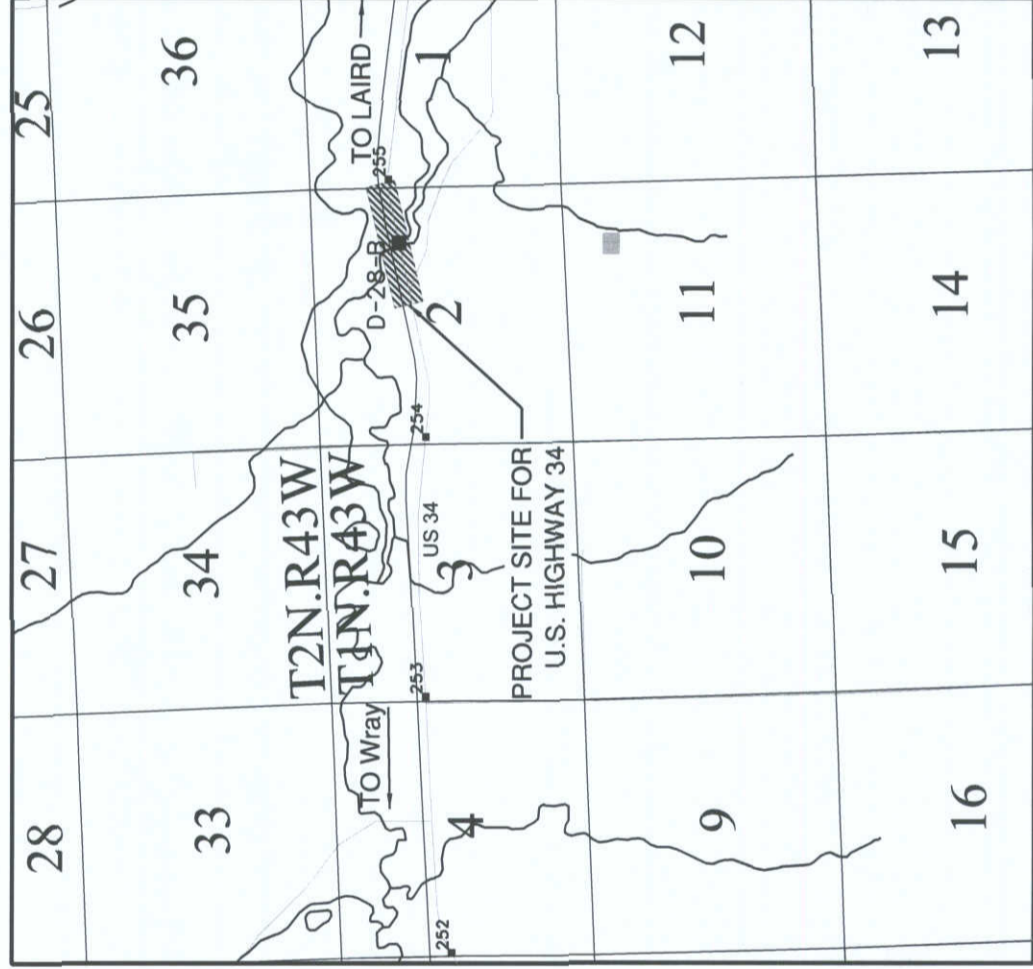 28 27 26 25
33 34 35 36
T2N.R43W
T1N.R43W
TO Wray
TO LAIRD
D-28-B
252 253 254 255
US 34
4 3 2 1
PROJECT SITE FOR
U.S. HIGHWAY 34
9 10 11 12
16 15 14 13